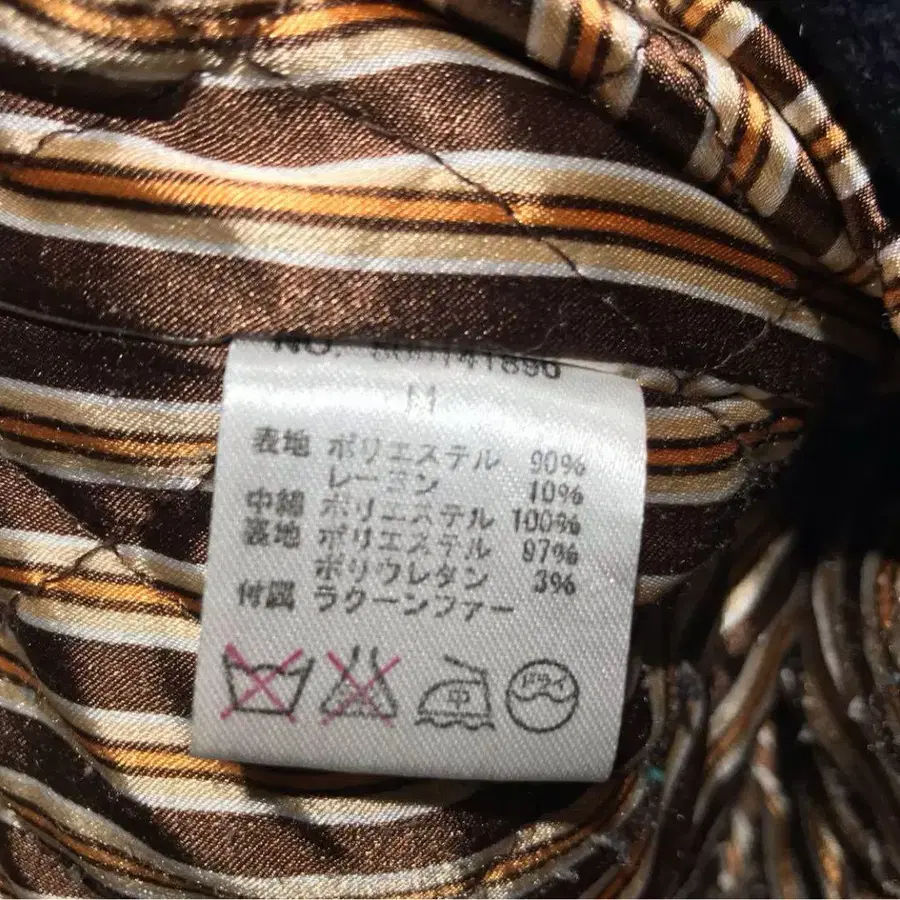 NO.
M
表地 ポリエステル 90%
レーヨン 10%
中綿 ポリエステル 100%
裏地 ポリエステル 97%
ポリウレタン 3%
付属 ラクーンファー
中 ドライ